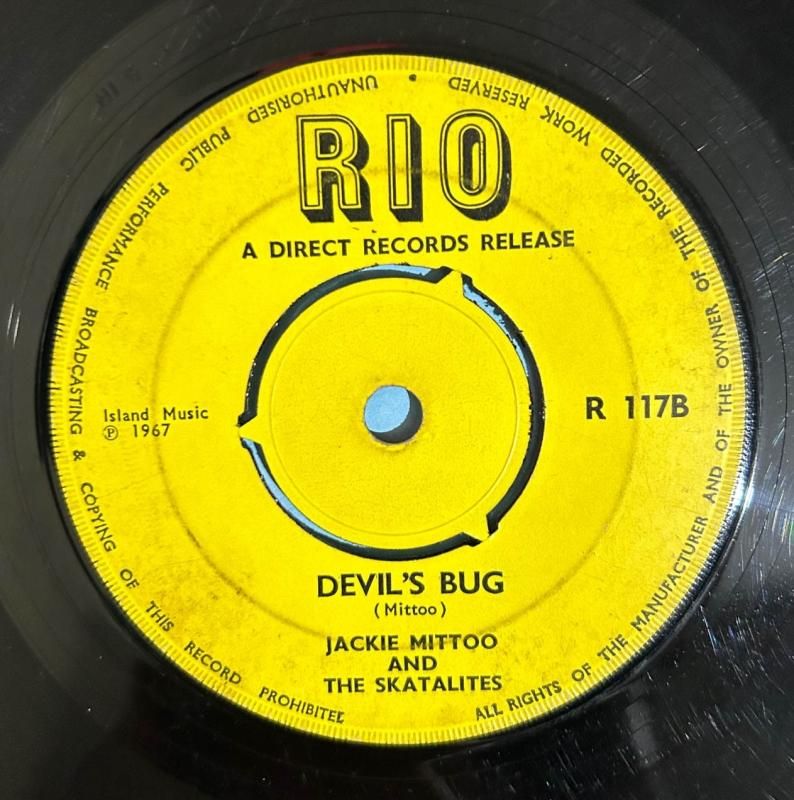 RIO
A DIRECT RECORDS RELEASE
Island Music
℗ 1967
R 117B
DEVIL'S BUG
(Mittoo)
JACKIE MITTOO
AND
THE SKATALITES
ALL RIGHTS OF THE MANUFACTURER AND OF THE OWNER OF THE RECORDED WORK RESERVED • UNAUTHORISED PUBLIC PERFORMANCE BROADCASTING & COPYING OF THIS RECORD PROHIBITED